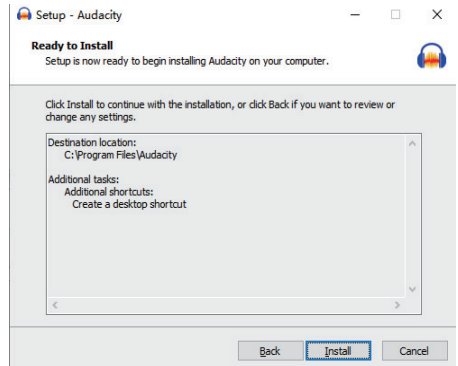 Setup - Audacity
Ready to Install
Setup is now ready to begin installing Audacity on your computer.
Click Install to continue with the installation, or click Back if you want to review or
change any settings.
Destination location:
C:\Program Files\Audacity
Additional tasks:
Additional shortcuts:
Create a desktop shortcut
Back Install Cancel